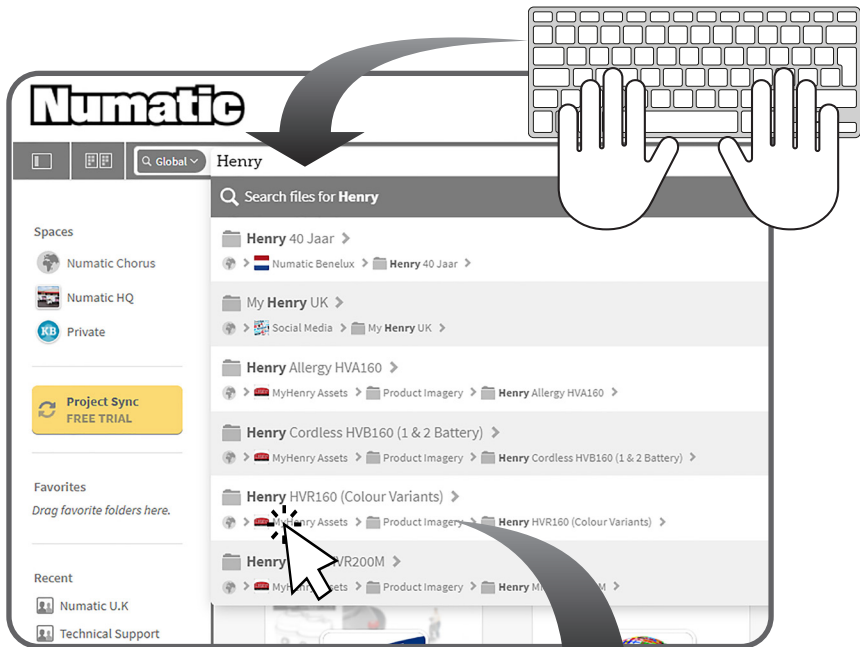 Numatic
Global Henry
Search files for Henry
Spaces
Numatic Chorus
Numatic HQ
KB Private
Project Sync
FREE TRIAL
Favorites
Drag favorite folders here.
Recent
Numatic U.K
Technical Support
Henry 40 Jaar
Numatic Benelux Henry 40 Jaar
My Henry UK
Social Media My Henry UK
Henry Allergy HVA160
MyHenry Assets Product Imagery Henry Allergy HVA160
Henry Cordless HVB160 (1 & 2 Battery)
MyHenry Assets Product Imagery Henry Cordless HVB160 (1 & 2 Battery)
Henry HVR160 (Colour Variants)
MyHenry Assets Product Imagery Henry HVR160 (Colour Variants)
Henry VR200M
Assets Product Imagery Henry